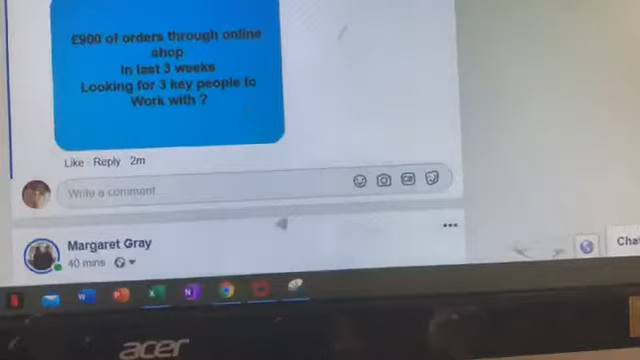 £900 of orders through online
shop
In last 3 weeks
Looking for 3 key people to
Work with ?
Like Reply 2m
Write a comment
GIF
Margaret Gray
40 mins
Chat
acer